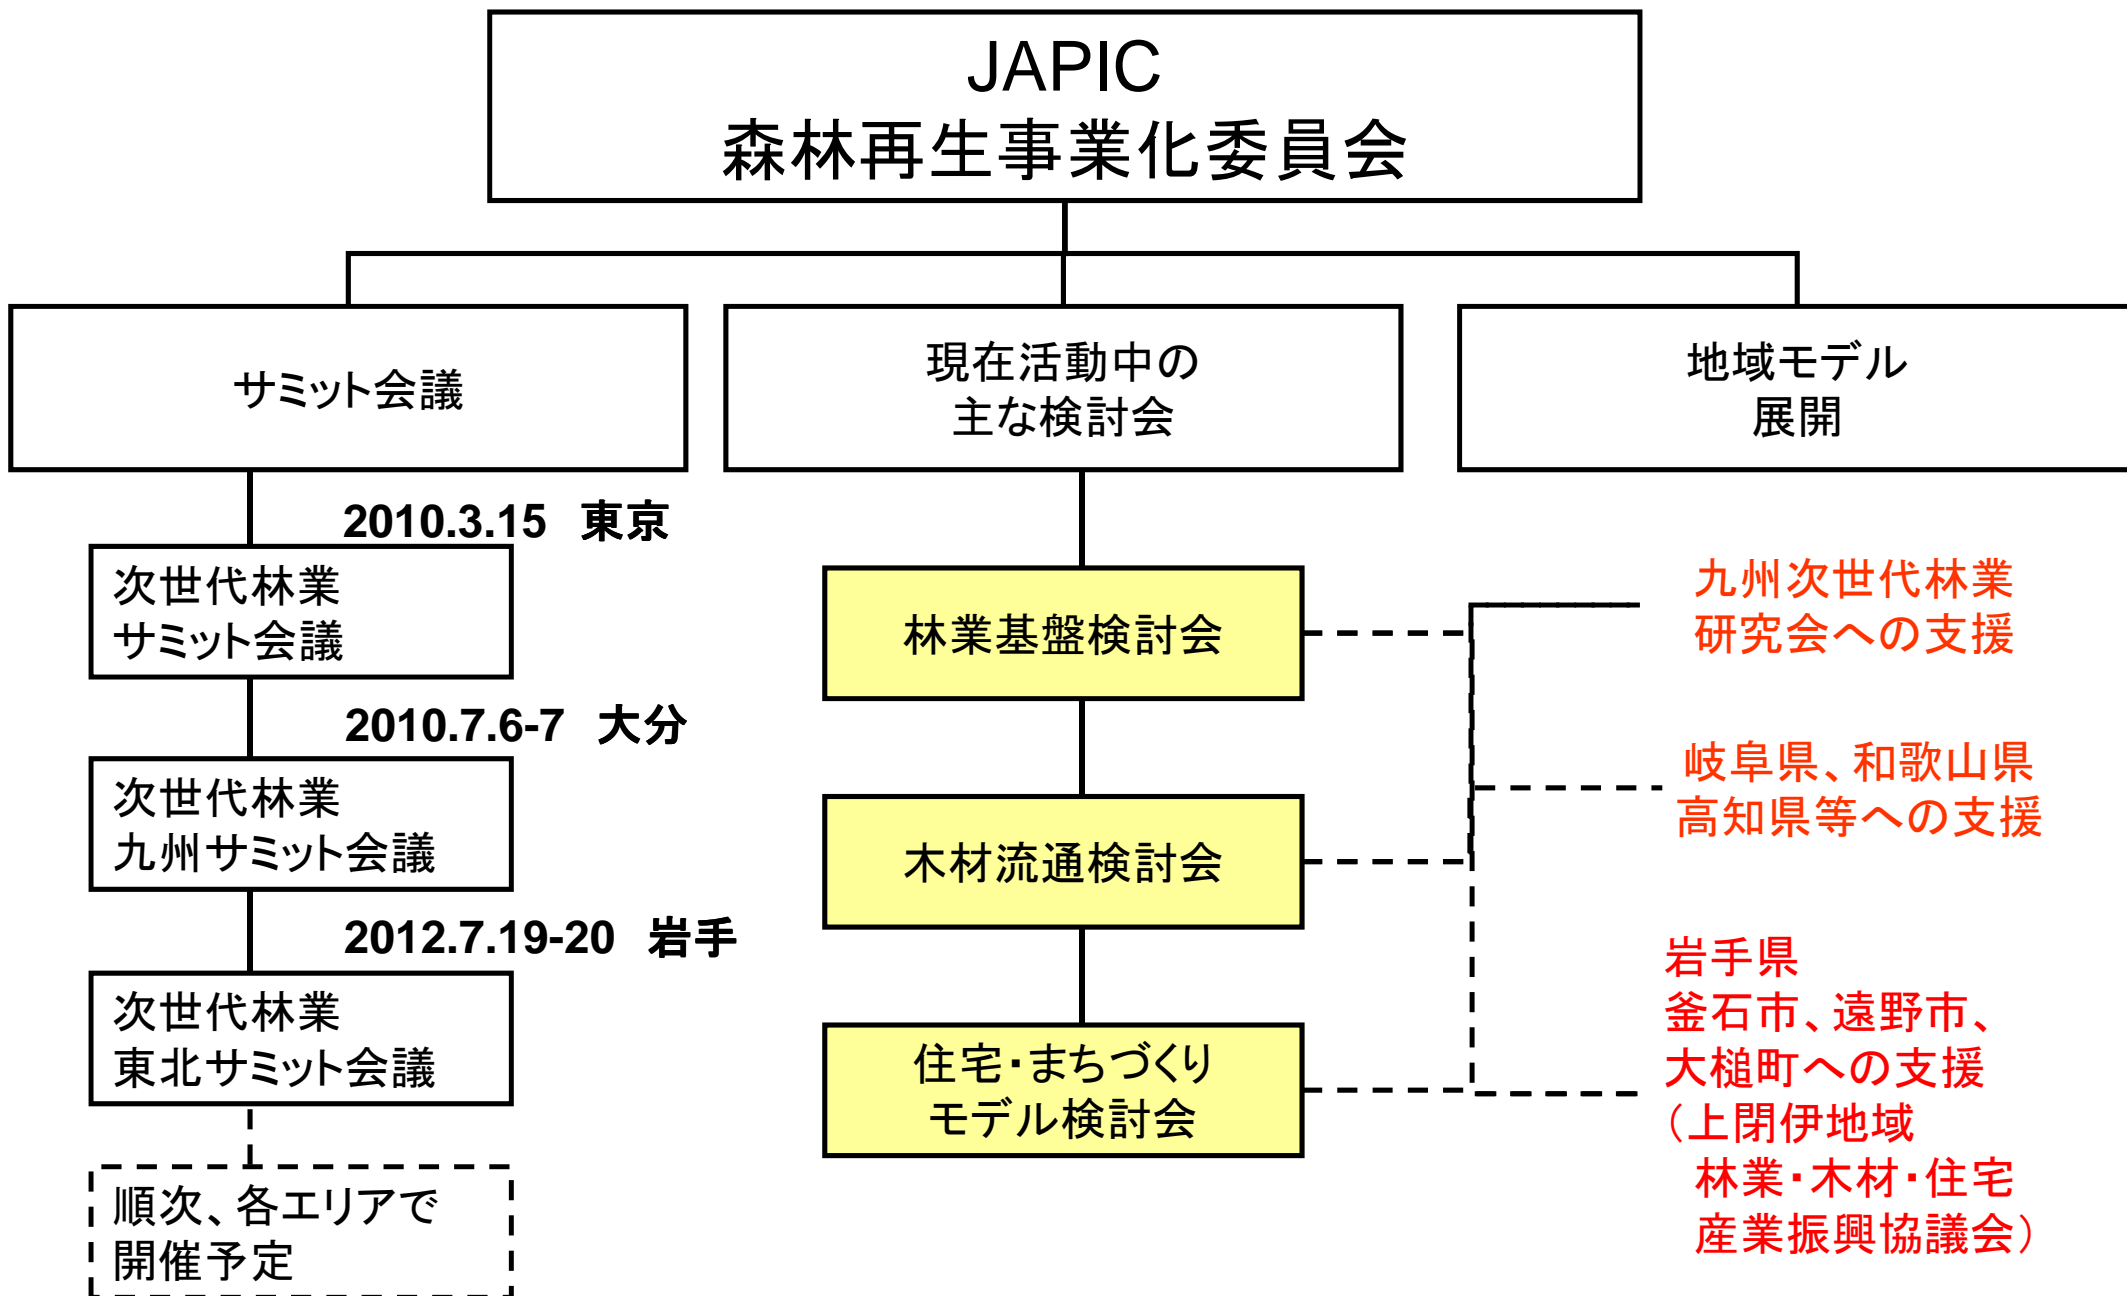 JAPIC
森林再生事業化委員会
サミット会議
現在活動中の
主な検討会
地域モデル
展開
2010.3.15 東京
次世代林業
サミット会議
2010.7.6-7 大分
次世代林業
九州サミット会議
2012.7.19-20 岩手
次世代林業
東北サミット会議
順次、各エリアで
開催予定
林業基盤検討会
木材流通検討会
住宅・まちづくり
モデル検討会
九州次世代林業
研究会への支援
岐阜県、和歌山県
高知県等への支援
岩手県
釜石市、遠野市、
大槌町への支援
（上閉伊地域
林業・木材・住宅
産業振興協議会）